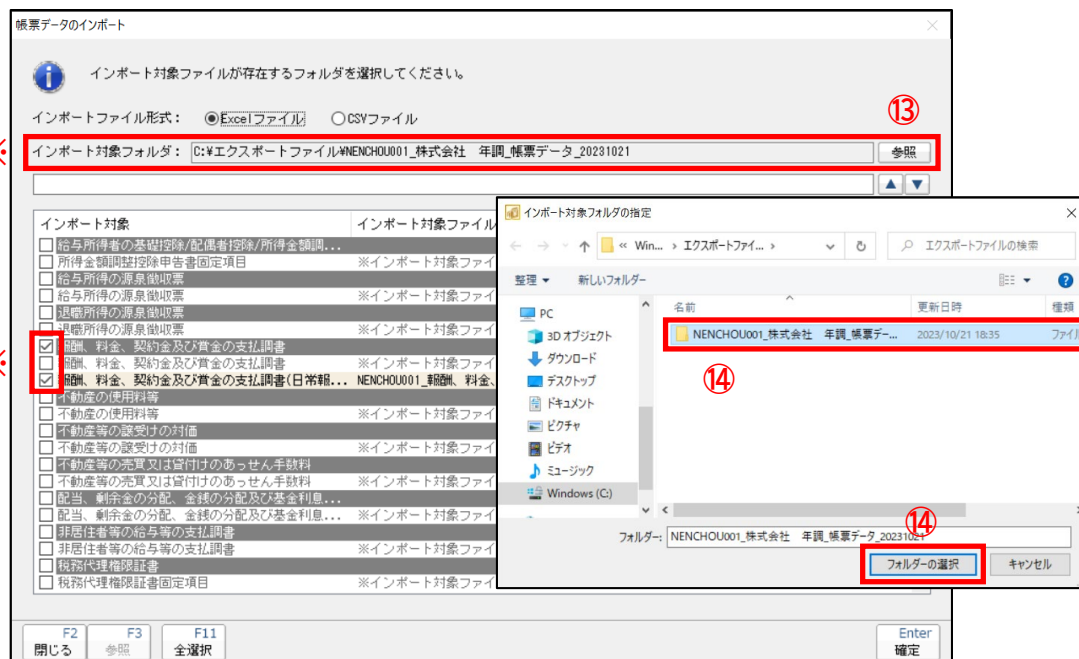 帳票データのインポート
インポート対象ファイルが存在するフォルダを選択してください。
インポートファイル形式： ◉Excelファイル ○CSVファイル
⑬
※
インポート対象フォルダ： C:¥エクスポートファイル¥NENCHOU001_株式会社　年調_帳票データ_20231021 参照
インポート対象 インポート対象ファイル
給与所得者の基礎控除/配偶者控除/所得金額調...
所得金額調整控除申告書固定項目 ※インポート対象ファイ
給与所得の源泉徴収票
給与所得の源泉徴収票 ※インポート対象ファイ
退職所得の源泉徴収票
退職所得の源泉徴収票 ※インポート対象ファイ
※
報酬、料金、契約金及び賞金の支払調書
報酬、料金、契約金及び賞金の支払調書 ※インポート対象ファイ
報酬、料金、契約金及び賞金の支払調書(日常報... NENCHOU001_報酬、料金、
不動産の使用料等
不動産の使用料等 ※インポート対象ファイ
不動産等の譲受けの対価
不動産等の譲受けの対価 ※インポート対象ファイ
不動産等の売買又は貸付けのあっせん手数料
不動産等の売買又は貸付けのあっせん手数料 ※インポート対象ファイ
配当、剰余金の分配、金銭の分配及び基金利息...
配当、剰余金の分配、金銭の分配及び基金利息... ※インポート対象ファイ
非居住者等の給与等の支払調書
非居住者等の給与等の支払調書 ※インポート対象ファイ
税務代理権限証書
税務代理権限証書固定項目 ※インポート対象ファイ
F2 F3 F11 Enter
閉じる 参照 全選択 確定
インポート対象フォルダの指定
« Win... › エクスポートファイ... › エクスポートファイルの検索
整理 新しいフォルダー
名前 更新日時 種類
PC
3D オブジェクト
ダウンロード
デスクトップ
ドキュメント
ピクチャ
ビデオ
ミュージック
Windows (C:)
NENCHOU001_株式会社　年調_帳票デー... 2023/10/21 18:35 ファイル
⑭
⑭
フォルダー: NENCHOU001_株式会社　年調_帳票データ_20231021
フォルダーの選択 キャンセル